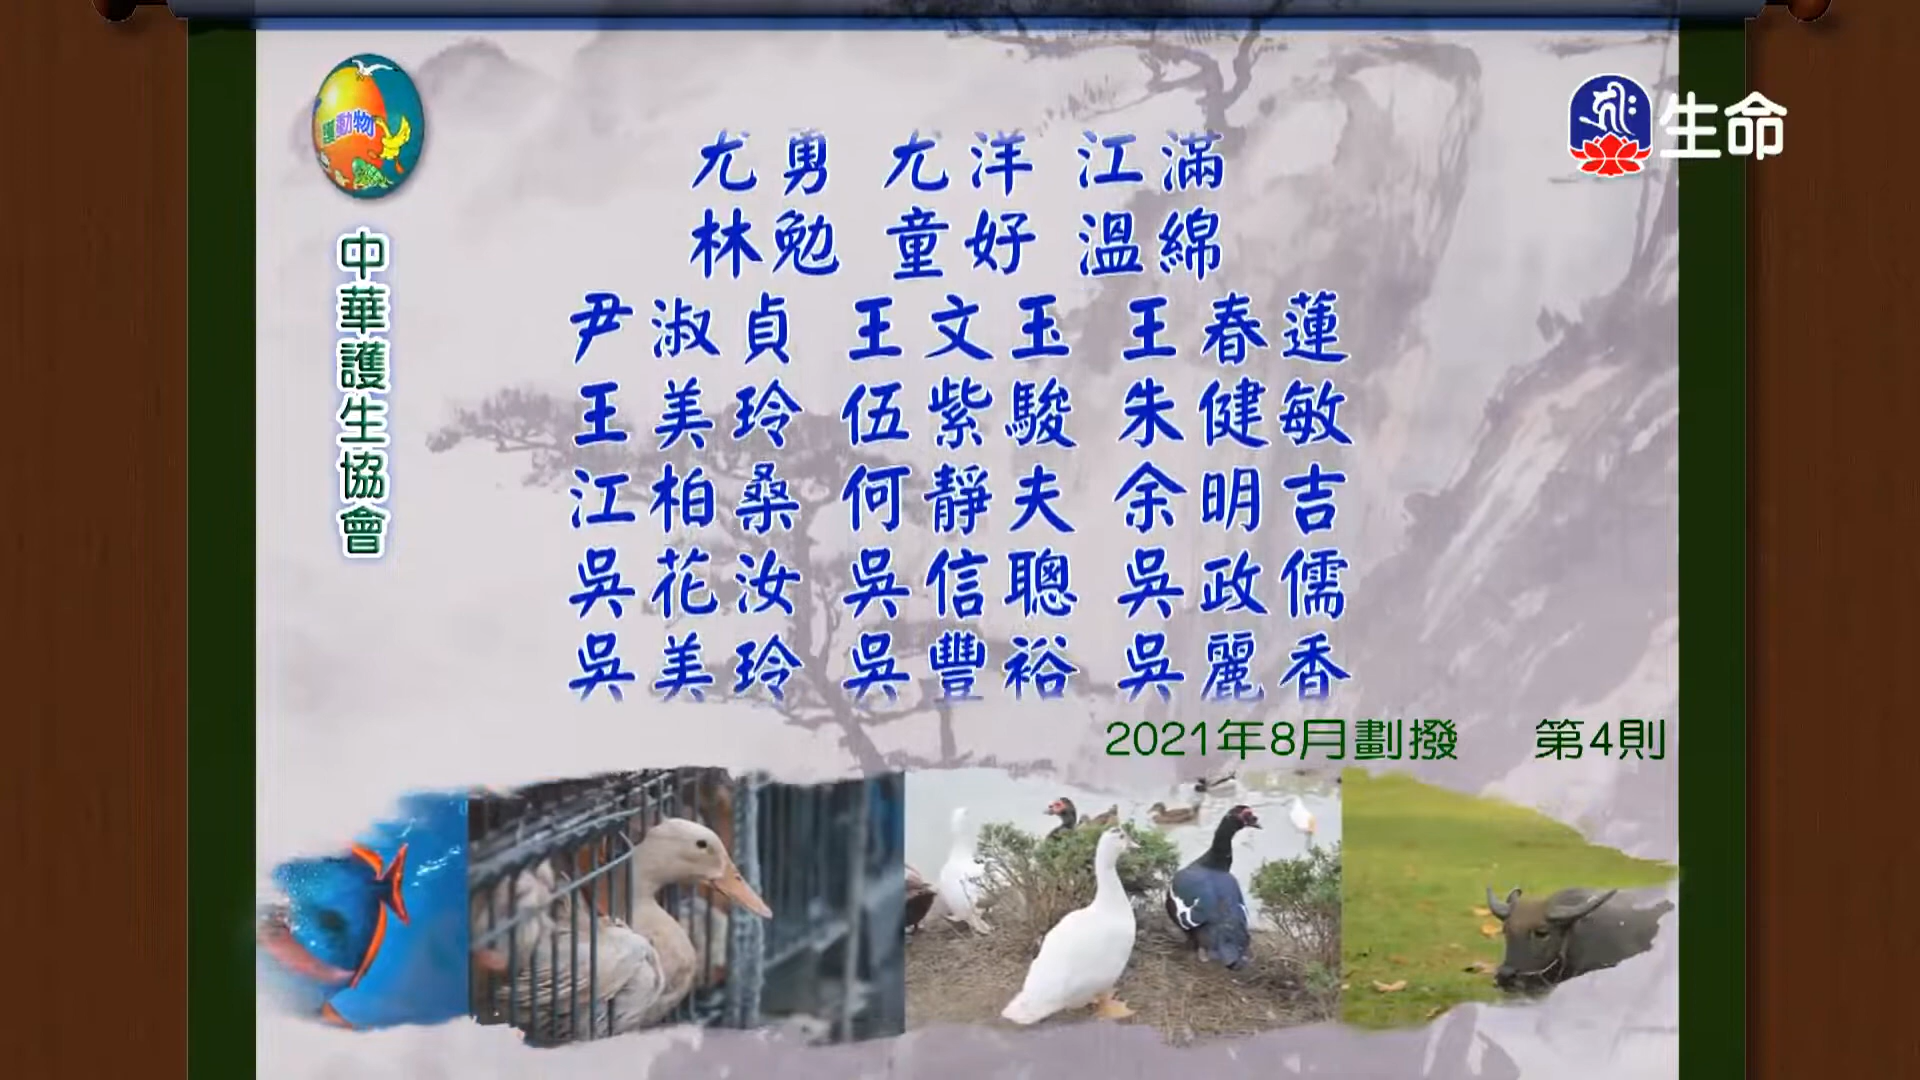 護動物
生命
中華護生協會
尤勇 尤洋 江滿
林勉 童好 溫綿
尹淑貞 王文玉 王春蓮
王美玲 伍紫駿 朱健敏
江柏桑 何靜夫 余明吉
吳花汝 吳信聰 吳政儒
吳美玲 吳豐裕 吳麗香
2021年8月劃撥 第4則